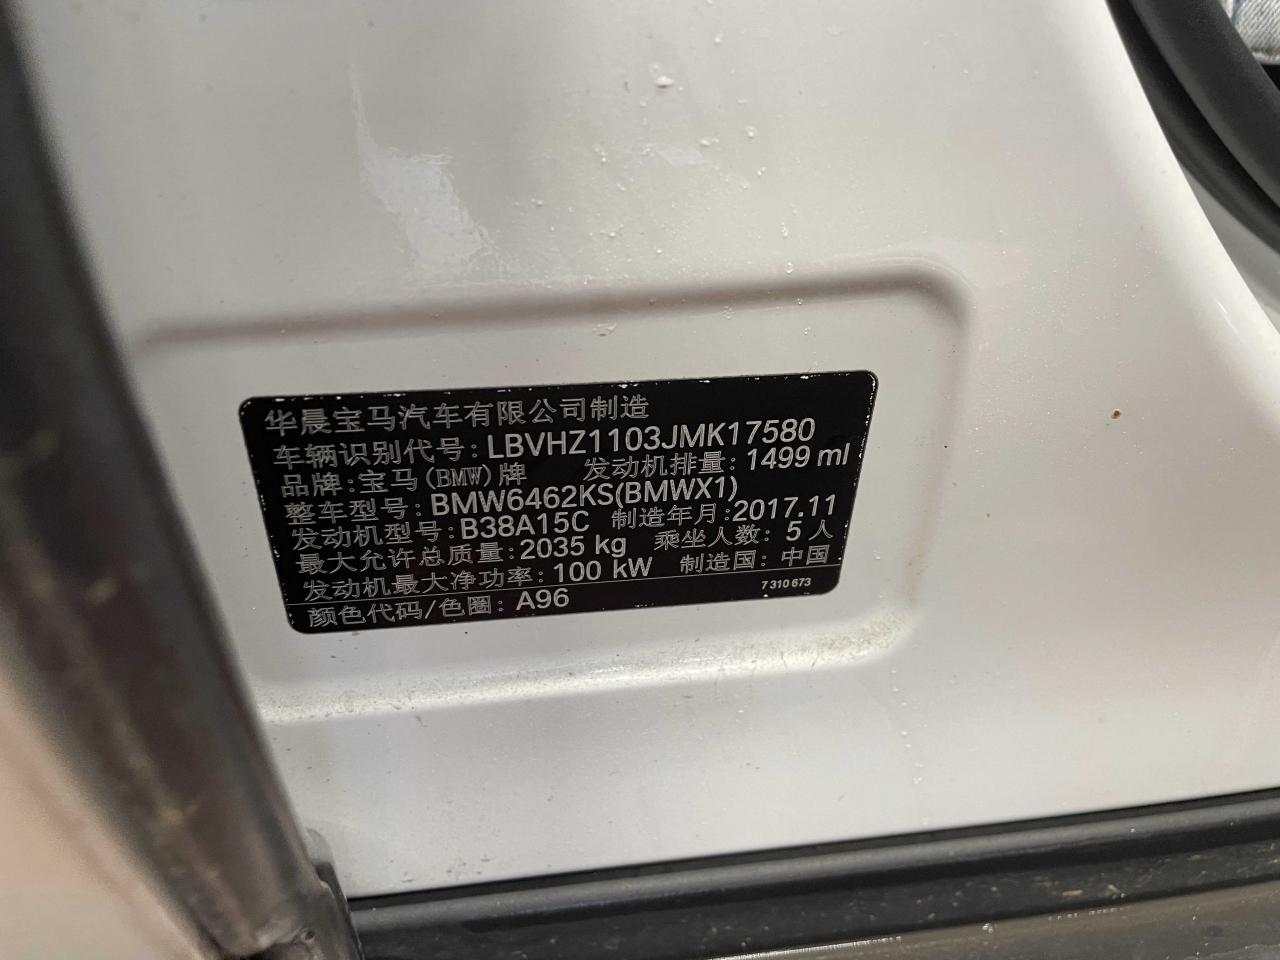 华晨宝马汽车有限公司制造
车辆识别代号: LBVHZ1103JMK17580
品牌:宝马(BMW)牌 发动机排量: 1499 ml
整车型号: BMW6462KS(BMWX1)
发动机型号: B38A15C 制造年月:2017.11
最大允许总质量: 2035 kg 乘坐人数: 5 人
发动机最大净功率: 100 kW 制造国: 中国
颜色代码/色圈: A96 7 310 673